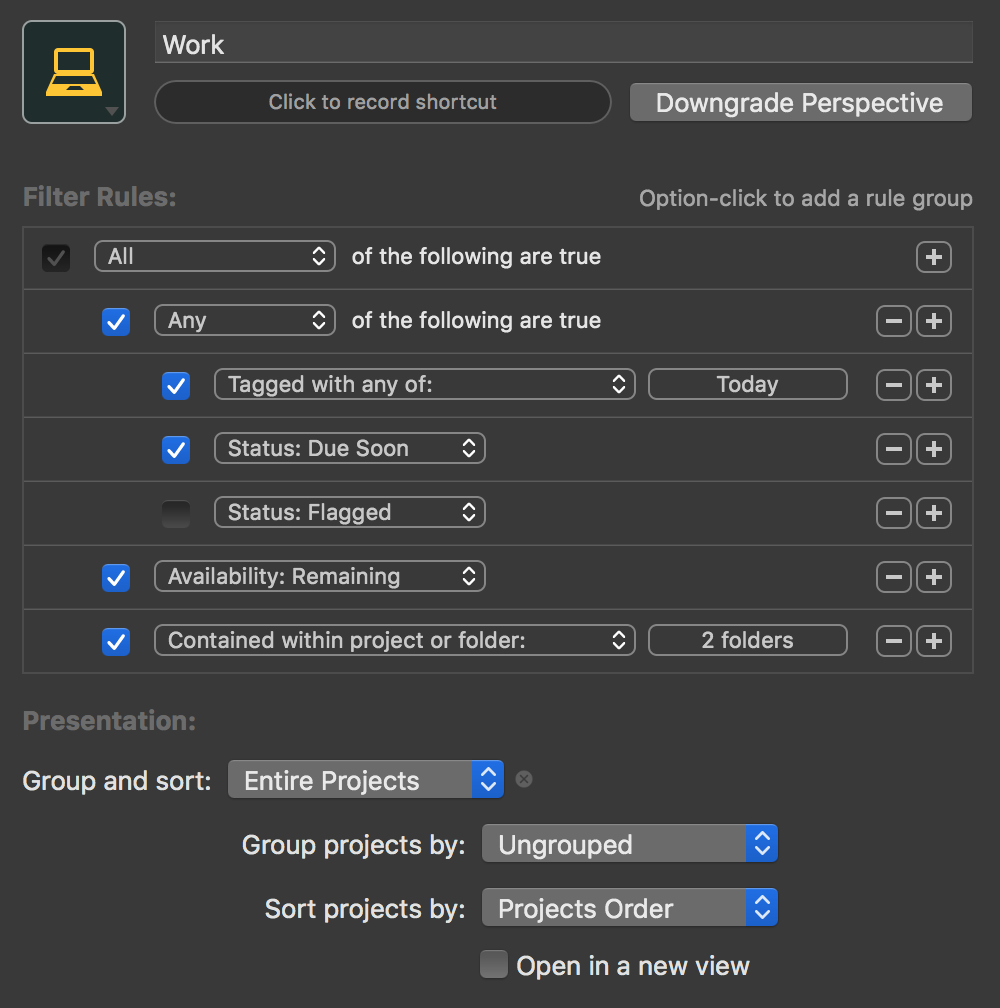 Work
Click to record shortcut
Downgrade Perspective
Filter Rules:
Option-click to add a rule group
All of the following are true
Any of the following are true
Tagged with any of: Today
Status: Due Soon
Status: Flagged
Availability: Remaining
Contained within project or folder: 2 folders
Presentation:
Group and sort: Entire Projects
Group projects by: Ungrouped
Sort projects by: Projects Order
Open in a new view